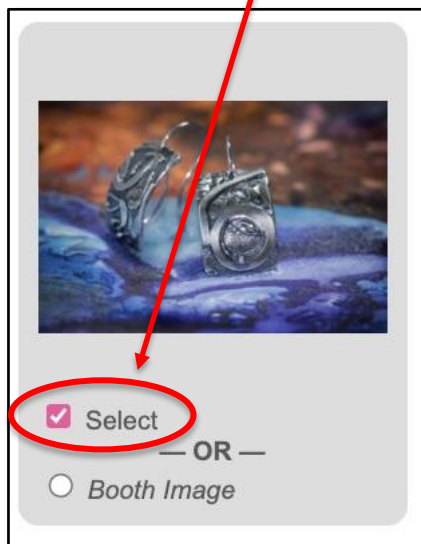 Select
— OR —
Booth Image